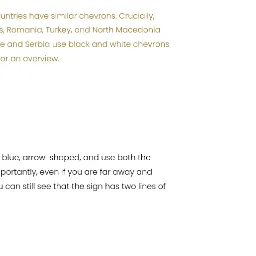 untries have similar chevrons. Crucially,
s, Romania, Turkey, and North Macedonia
e and Serbia use black and white chevrons
or an overview.
blue, arrow-shaped, and use both the
portantly, even if you are far away and
u can still see that the sign has two lines of